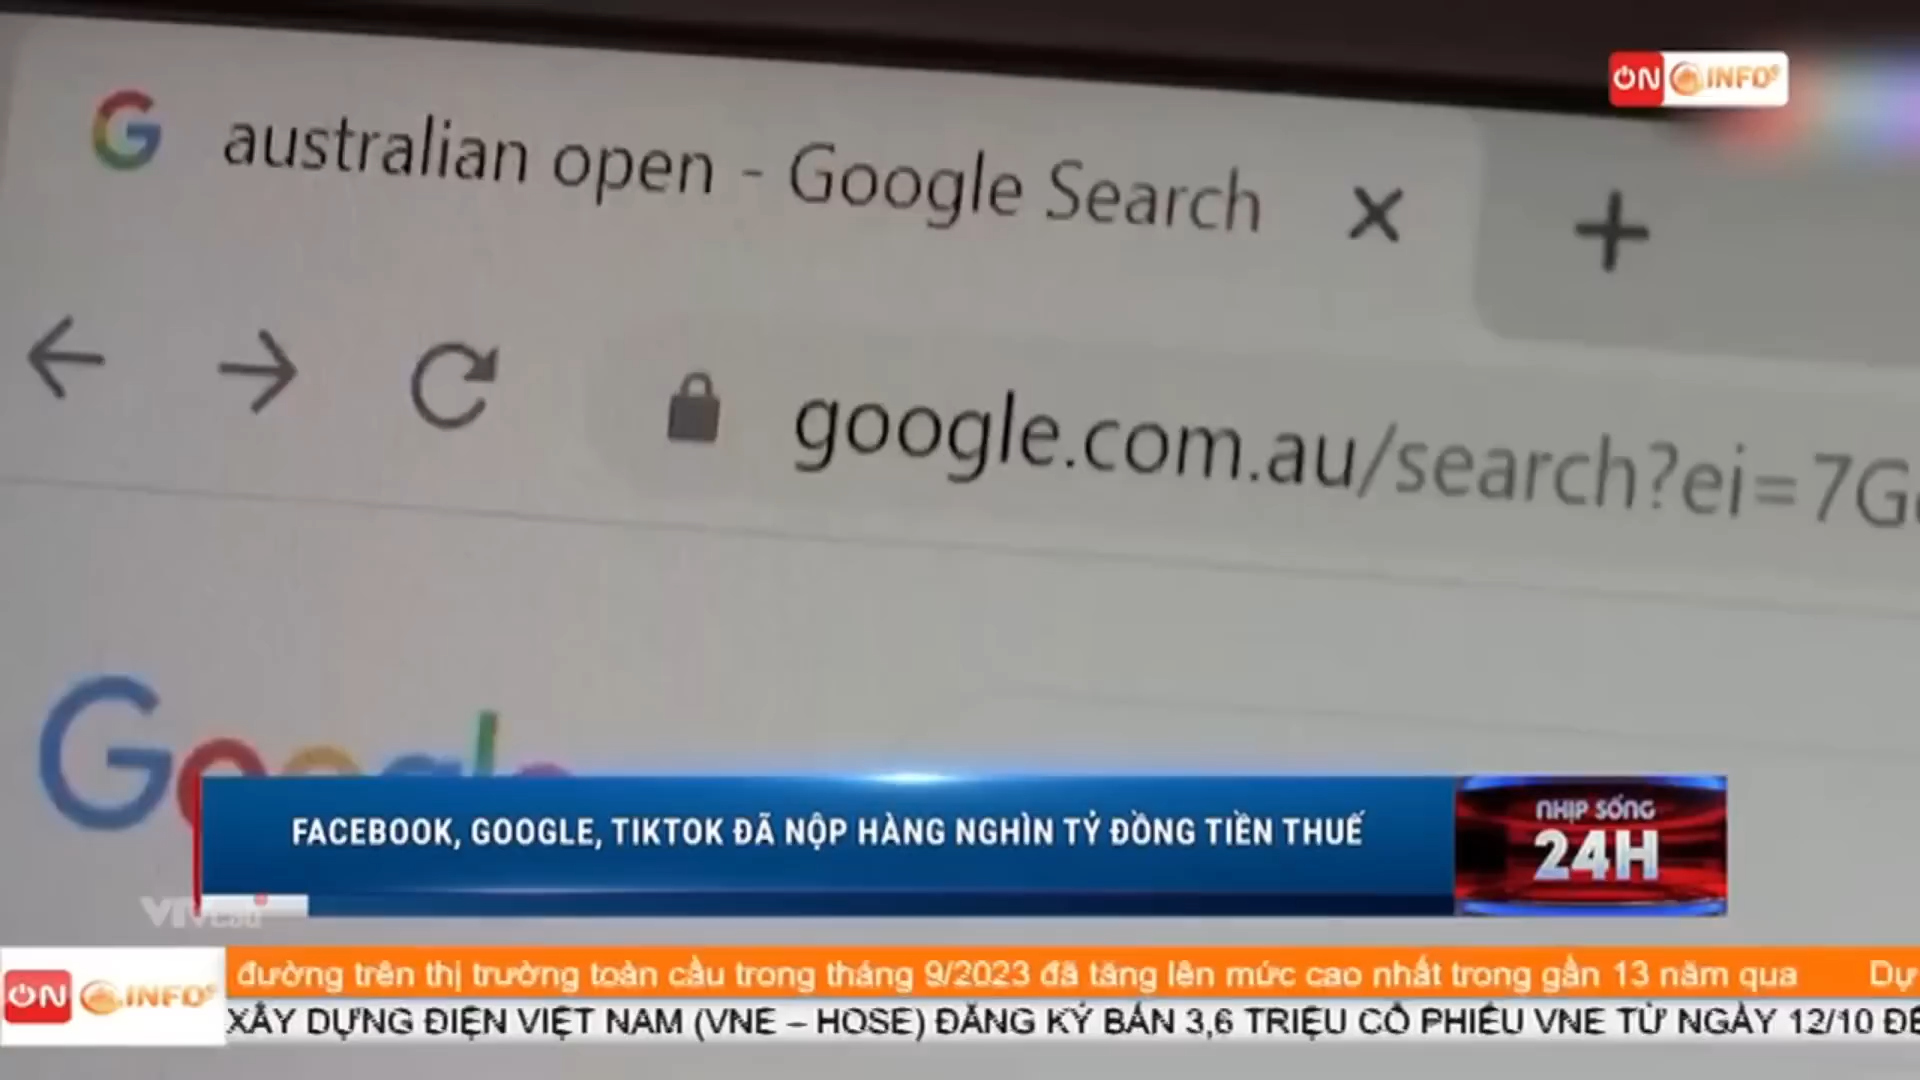 ON INFO
australian open - Google Search
google.com.au/search?ei=7G
Google
FACEBOOK, GOOGLE, TIKTOK ĐÃ NỘP HÀNG NGHÌN TỶ ĐỒNG TIỀN THUẾ
NHỊP SỐNG
24H
VTVcab
ON INFO
đường trên thị trường toàn cầu trong tháng 9/2023 đã tăng lên mức cao nhất trong gần 13 năm qua Dự
XÂY DỰNG ĐIỆN VIỆT NAM (VNE – HOSE) ĐĂNG KÝ BÁN 3,6 TRIỆU CỔ PHIẾU VNE TỪ NGÀY 12/10 ĐẾ